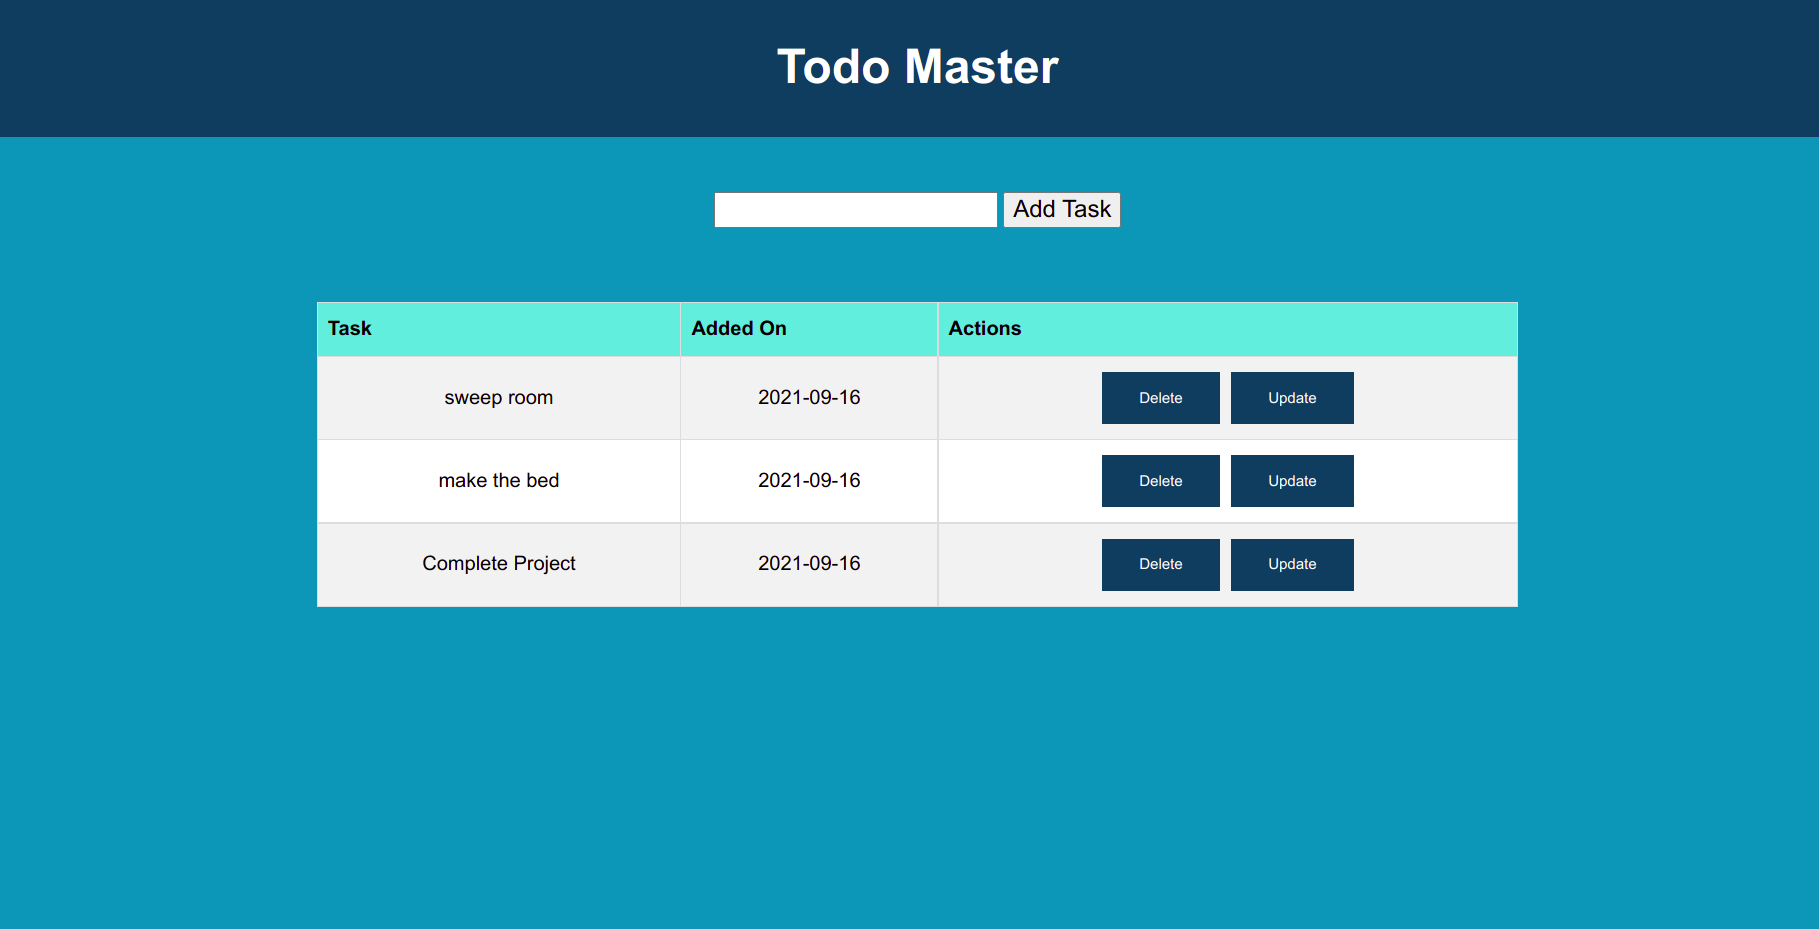 Todo Master
Add Task
Task Added On Actions
sweep room 2021-09-16 Delete Update
make the bed 2021-09-16 Delete Update
Complete Project 2021-09-16 Delete Update